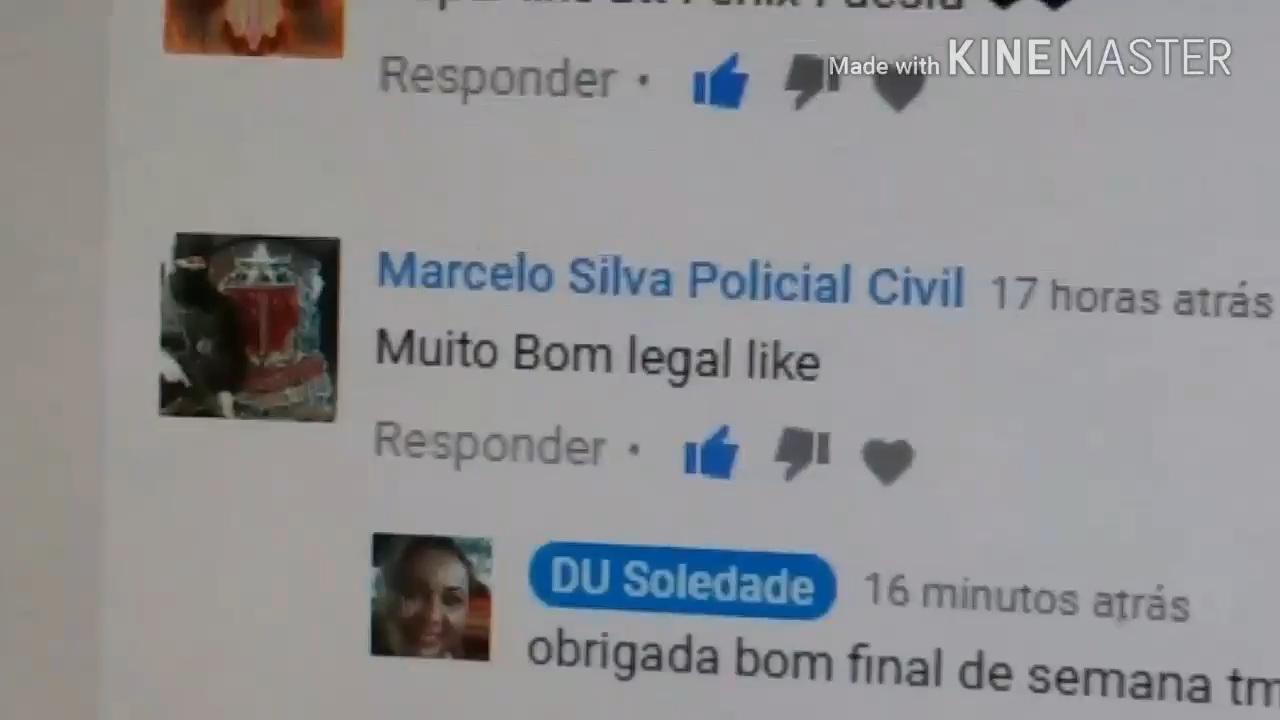 Responder
Made with KINEMASTER
Marcelo Silva Policial Civil 17 horas atrás
Muito Bom legal like
Responder
DU Soledade 16 minutos atrás
obrigada bom final de semana